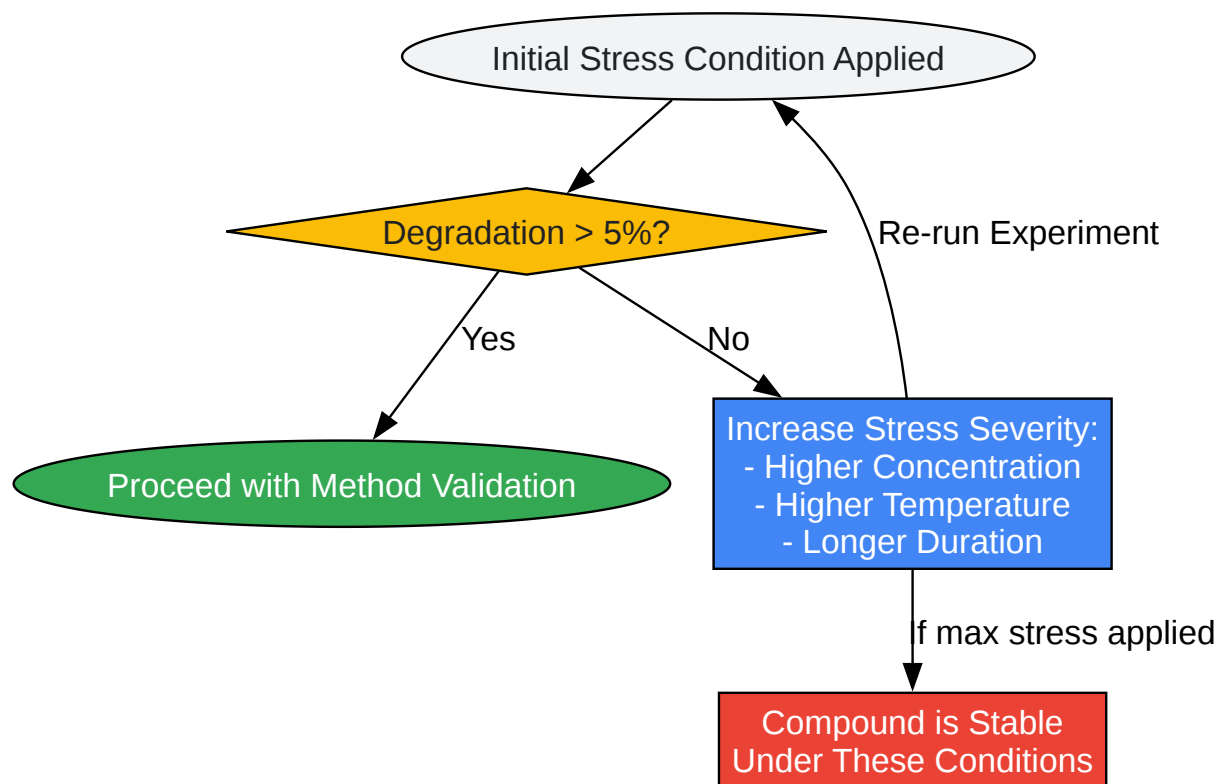 Initial Stress Condition Applied
Degradation > 5%?
Re-run Experiment
Yes
No
Increase Stress Severity:
- Higher Concentration
- Higher Temperature
- Longer Duration
Proceed with Method Validation
If max stress applied
Compound is Stable
Under These Conditions